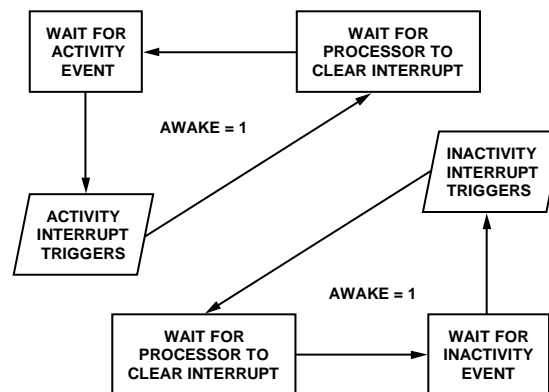 WAIT FOR
ACTIVITY
EVENT
WAIT FOR
PROCESSOR TO
CLEAR INTERRUPT
AWAKE = 1
ACTIVITY
INTERRUPT
TRIGGERS
INACTIVITY
INTERRUPT
TRIGGERS
AWAKE = 1
WAIT FOR
PROCESSOR TO
CLEAR INTERRUPT
WAIT FOR
INACTIVITY
EVENT